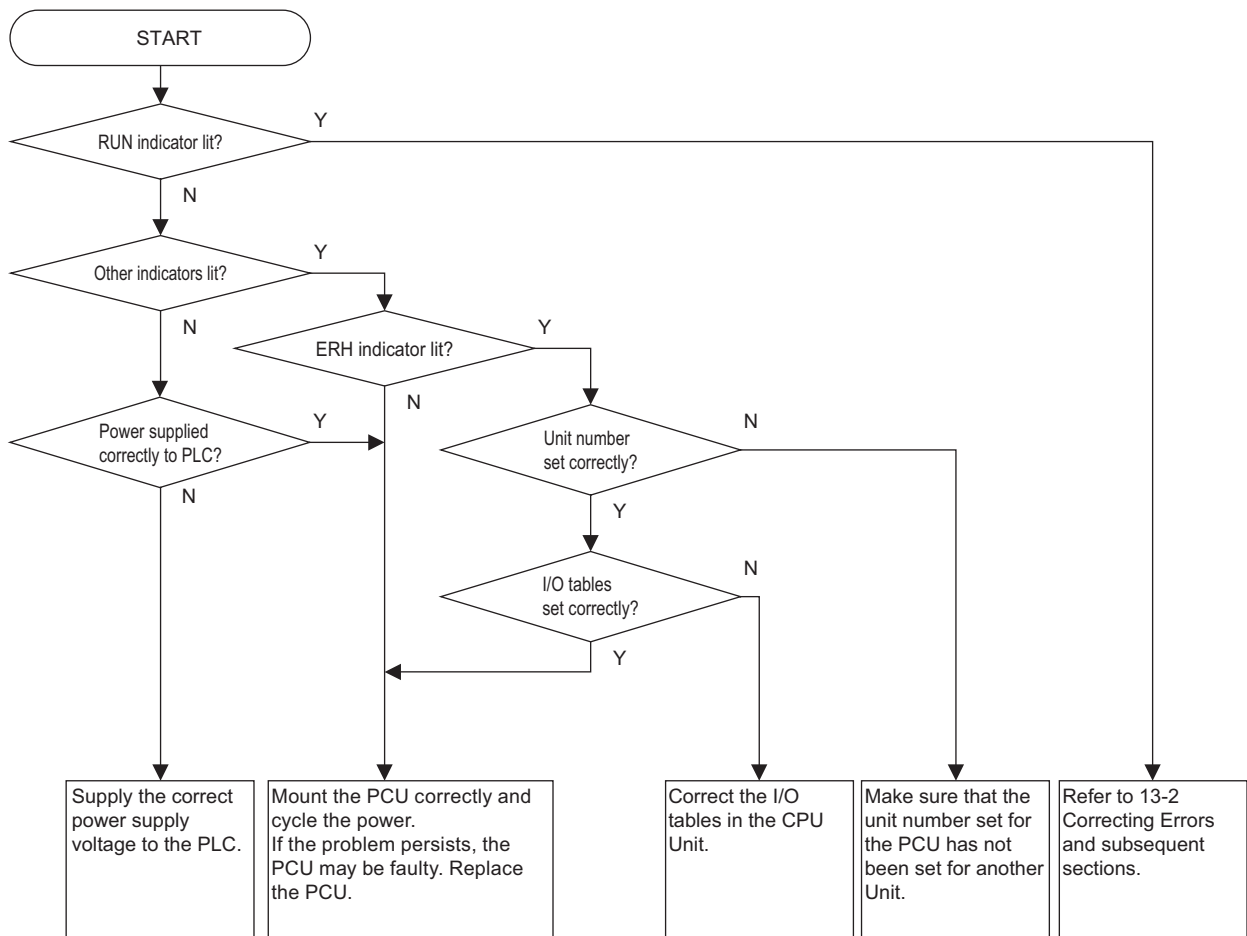 START
RUN indicator lit?
Y
N
Other indicators lit?
Y
N
ERH indicator lit?
Y
N
Power supplied
correctly to PLC?
Y
N
Unit number
set correctly?
N
Y
I/O tables
set correctly?
N
Y
Supply the correct
power supply
voltage to the PLC.
Mount the PCU correctly and
cycle the power.
If the problem persists, the
PCU may be faulty. Replace
the PCU.
Correct the I/O
tables in the CPU
Unit.
Make sure that the
unit number set for
the PCU has not
been set for another
Unit.
Refer to 13-2
Correcting Errors
and subsequent
sections.